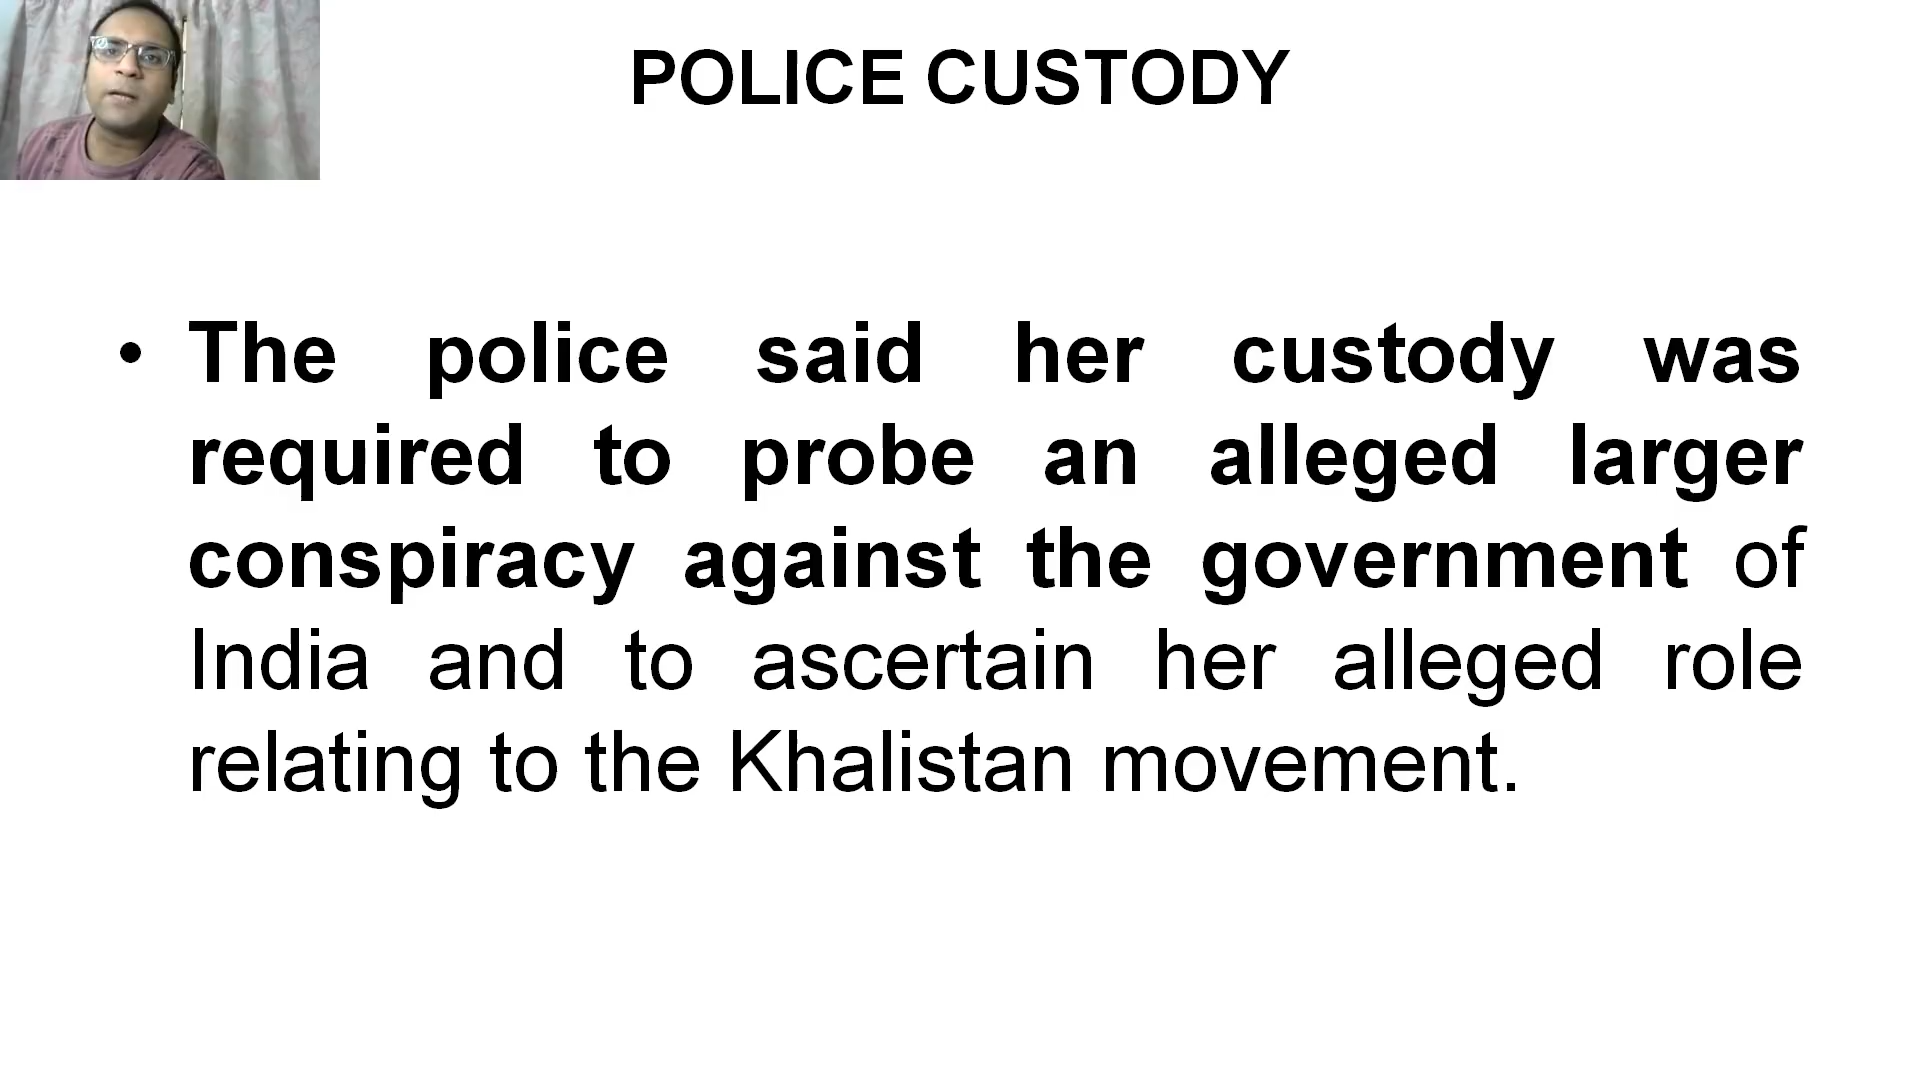 POLICE CUSTODY
• The police said her custody was
required to probe an alleged larger
conspiracy against the government of
India and to ascertain her alleged role
relating to the Khalistan movement.